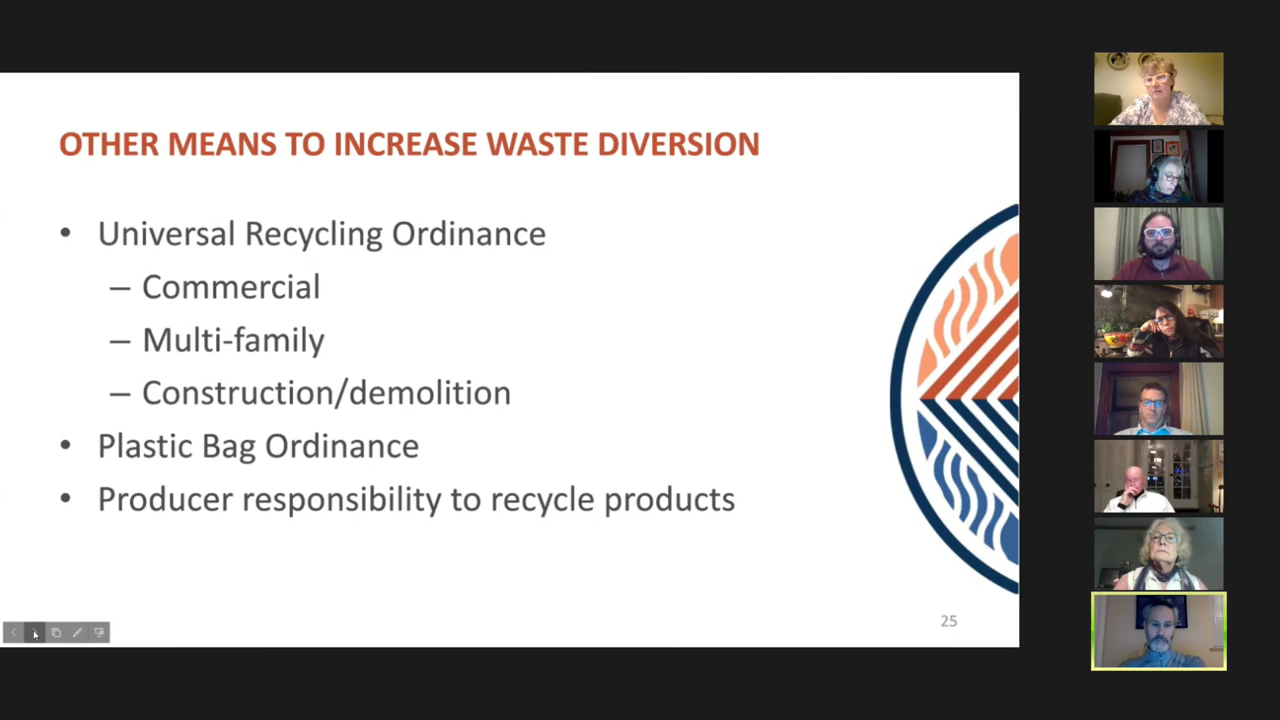 OTHER MEANS TO INCREASE WASTE DIVERSION
• Universal Recycling Ordinance
– Commercial
– Multi-family
– Construction/demolition
• Plastic Bag Ordinance
• Producer responsibility to recycle products
25